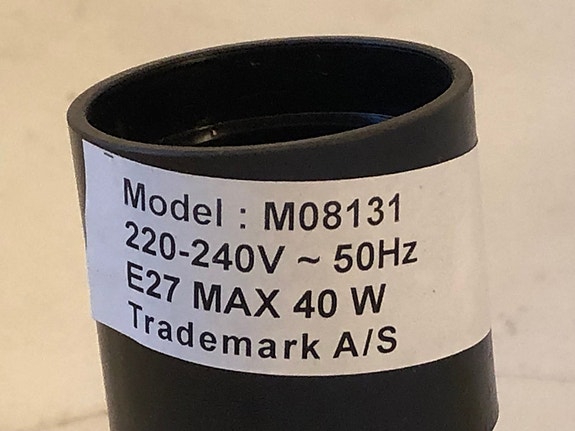 Model : M08131
220-240V ~ 50Hz
E27 MAX 40 W
Trademark A/S